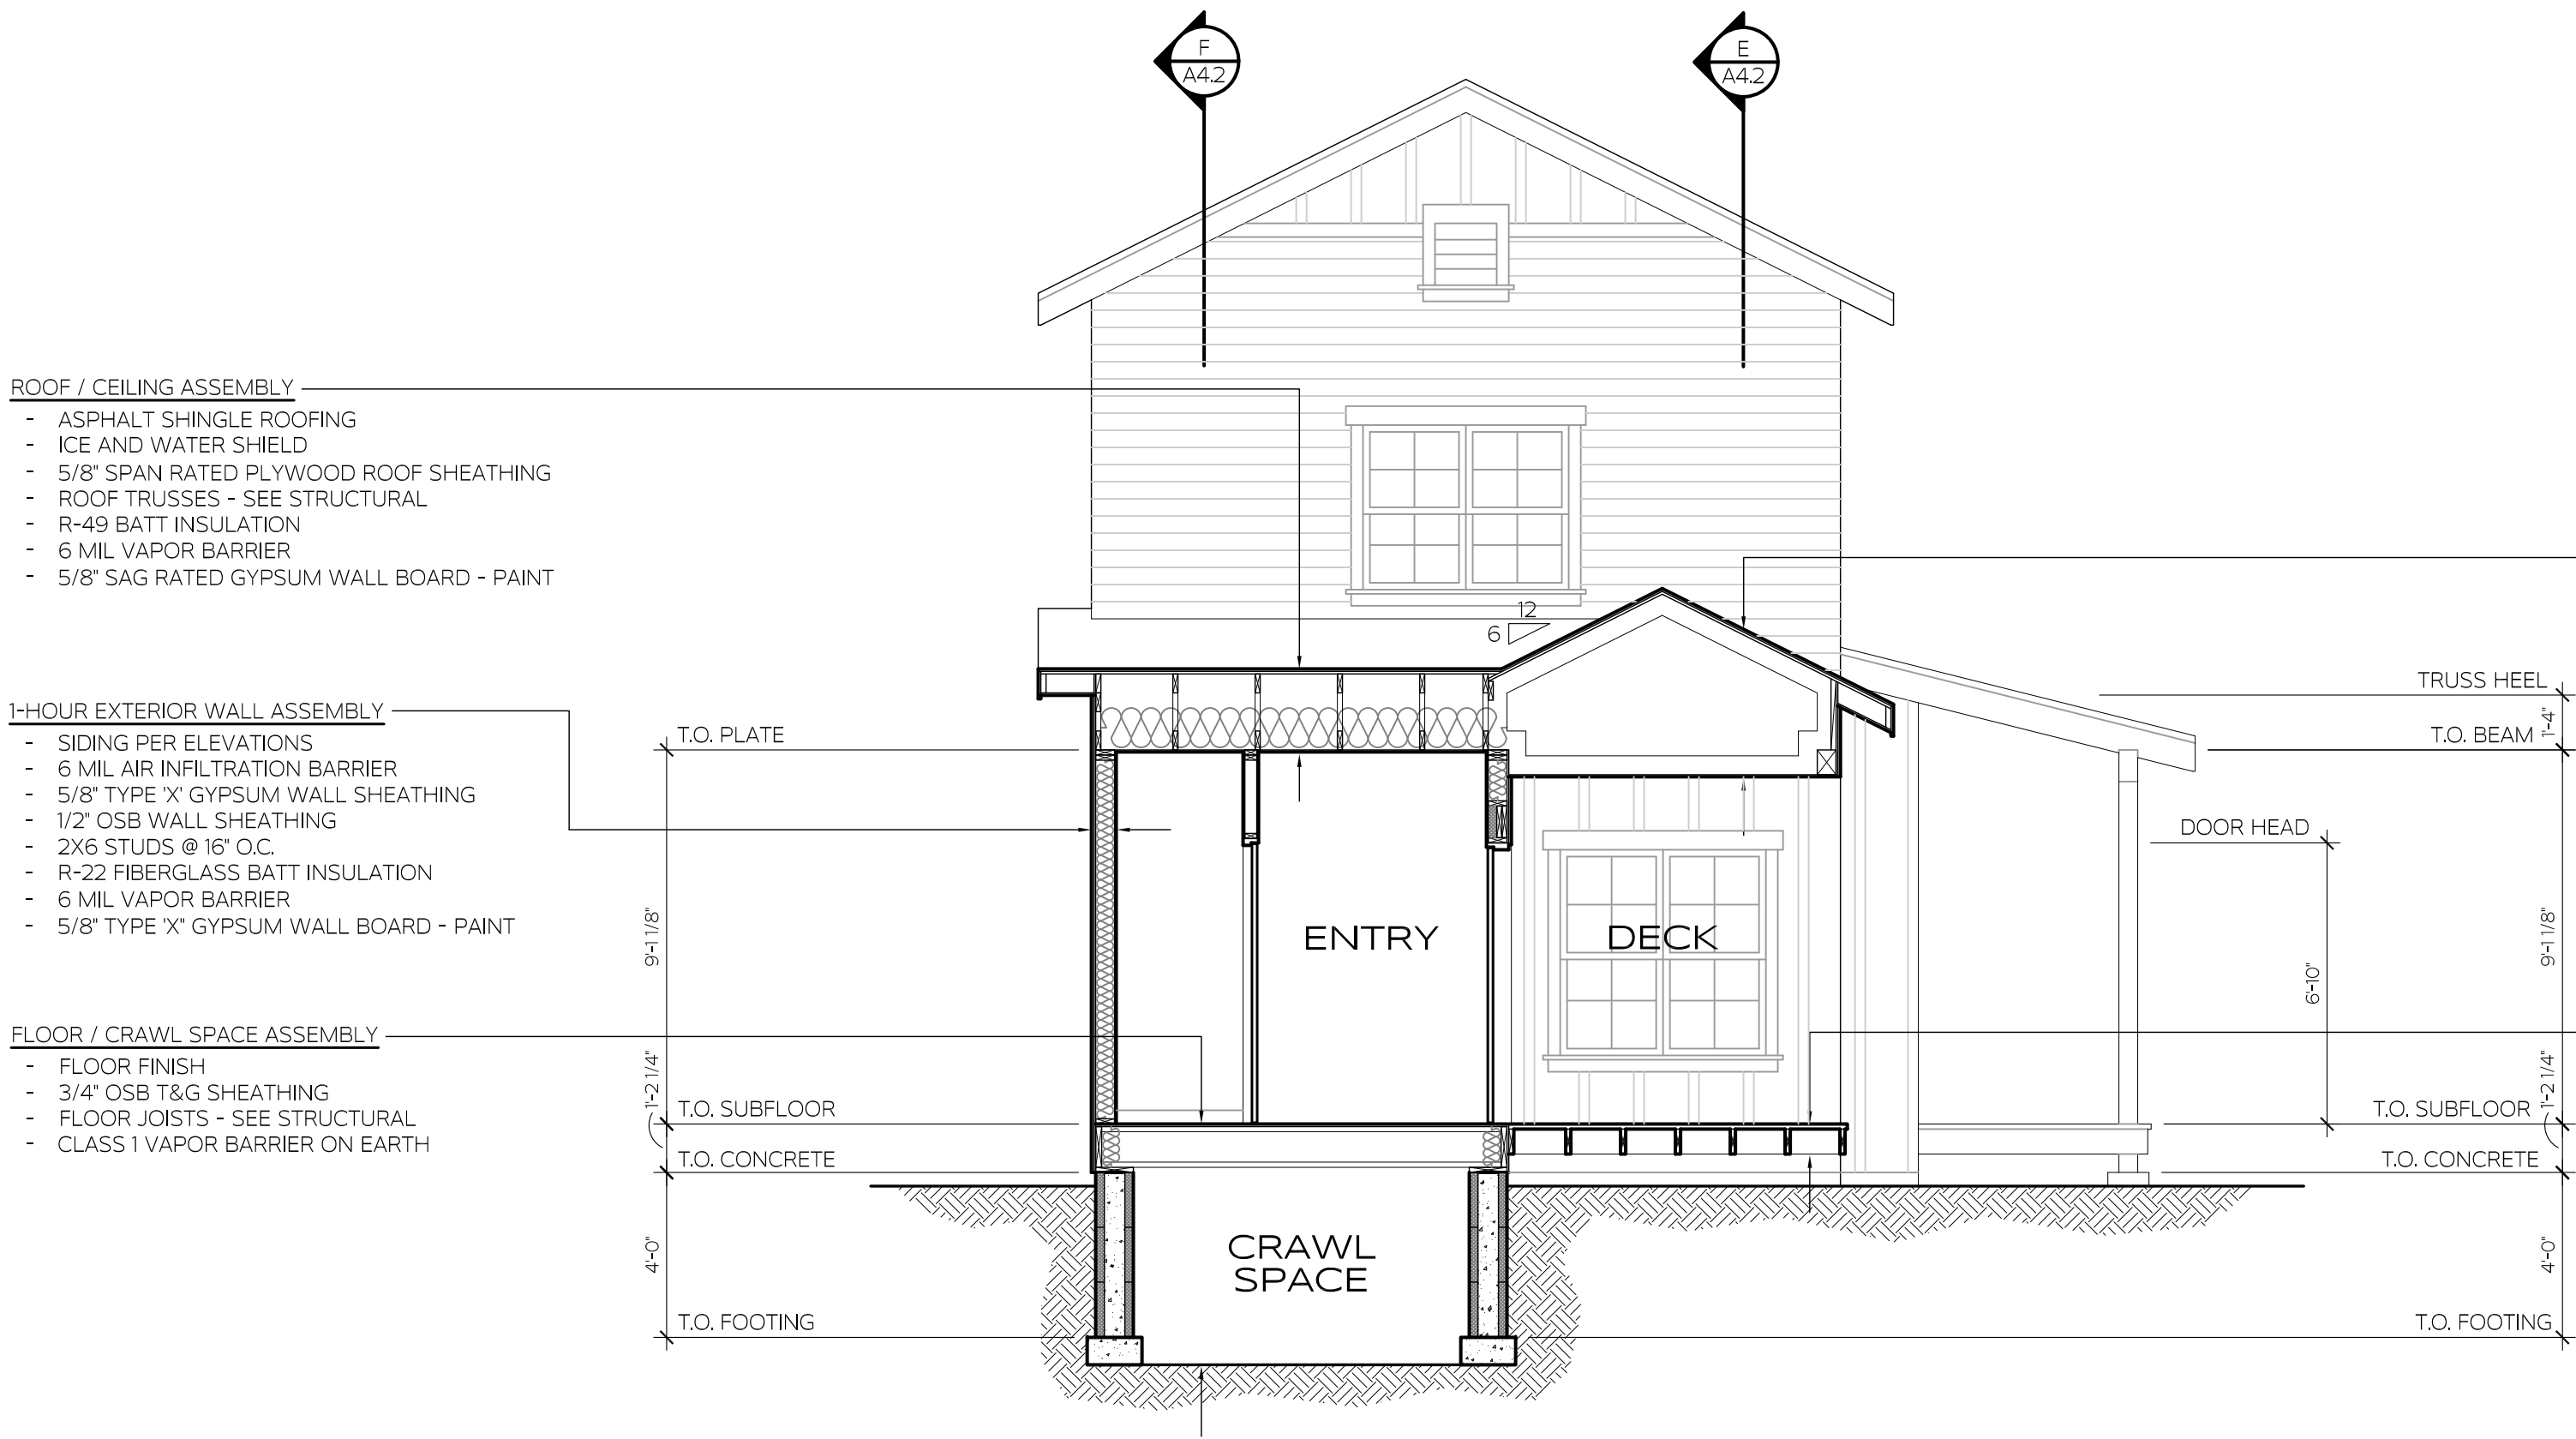 F
A4.2
E
A4.2
ROOF / CEILING ASSEMBLY
- ASPHALT SHINGLE ROOFING
- ICE AND WATER SHIELD
- 5/8" SPAN RATED PLYWOOD ROOF SHEATHING
- ROOF TRUSSES - SEE STRUCTURAL
- R-49 BATT INSULATION
- 6 MIL VAPOR BARRIER
- 5/8" SAG RATED GYPSUM WALL BOARD - PAINT
12
6
1-HOUR EXTERIOR WALL ASSEMBLY
- SIDING PER ELEVATIONS
- 6 MIL AIR INFILTRATION BARRIER
- 5/8" TYPE 'X' GYPSUM WALL SHEATHING
- 1/2" OSB WALL SHEATHING
- 2X6 STUDS @ 16" O.C.
- R-22 FIBERGLASS BATT INSULATION
- 6 MIL VAPOR BARRIER
- 5/8" TYPE 'X" GYPSUM WALL BOARD - PAINT
FLOOR / CRAWL SPACE ASSEMBLY
- FLOOR FINISH
- 3/4" OSB T&G SHEATHING
- FLOOR JOISTS - SEE STRUCTURAL
- CLASS 1 VAPOR BARRIER ON EARTH
T.O. PLATE
9'-1 1/8"
T.O. SUBFLOOR
1'-2 1/4"
T.O. CONCRETE
4'-0"
T.O. FOOTING
ENTRY
DECK
CRAWL
SPACE
TRUSS HEEL
1'-4"
T.O. BEAM
DOOR HEAD
6'-10"
9'-1 1/8"
T.O. SUBFLOOR
1'-2 1/4"
T.O. CONCRETE
4'-0"
T.O. FOOTING